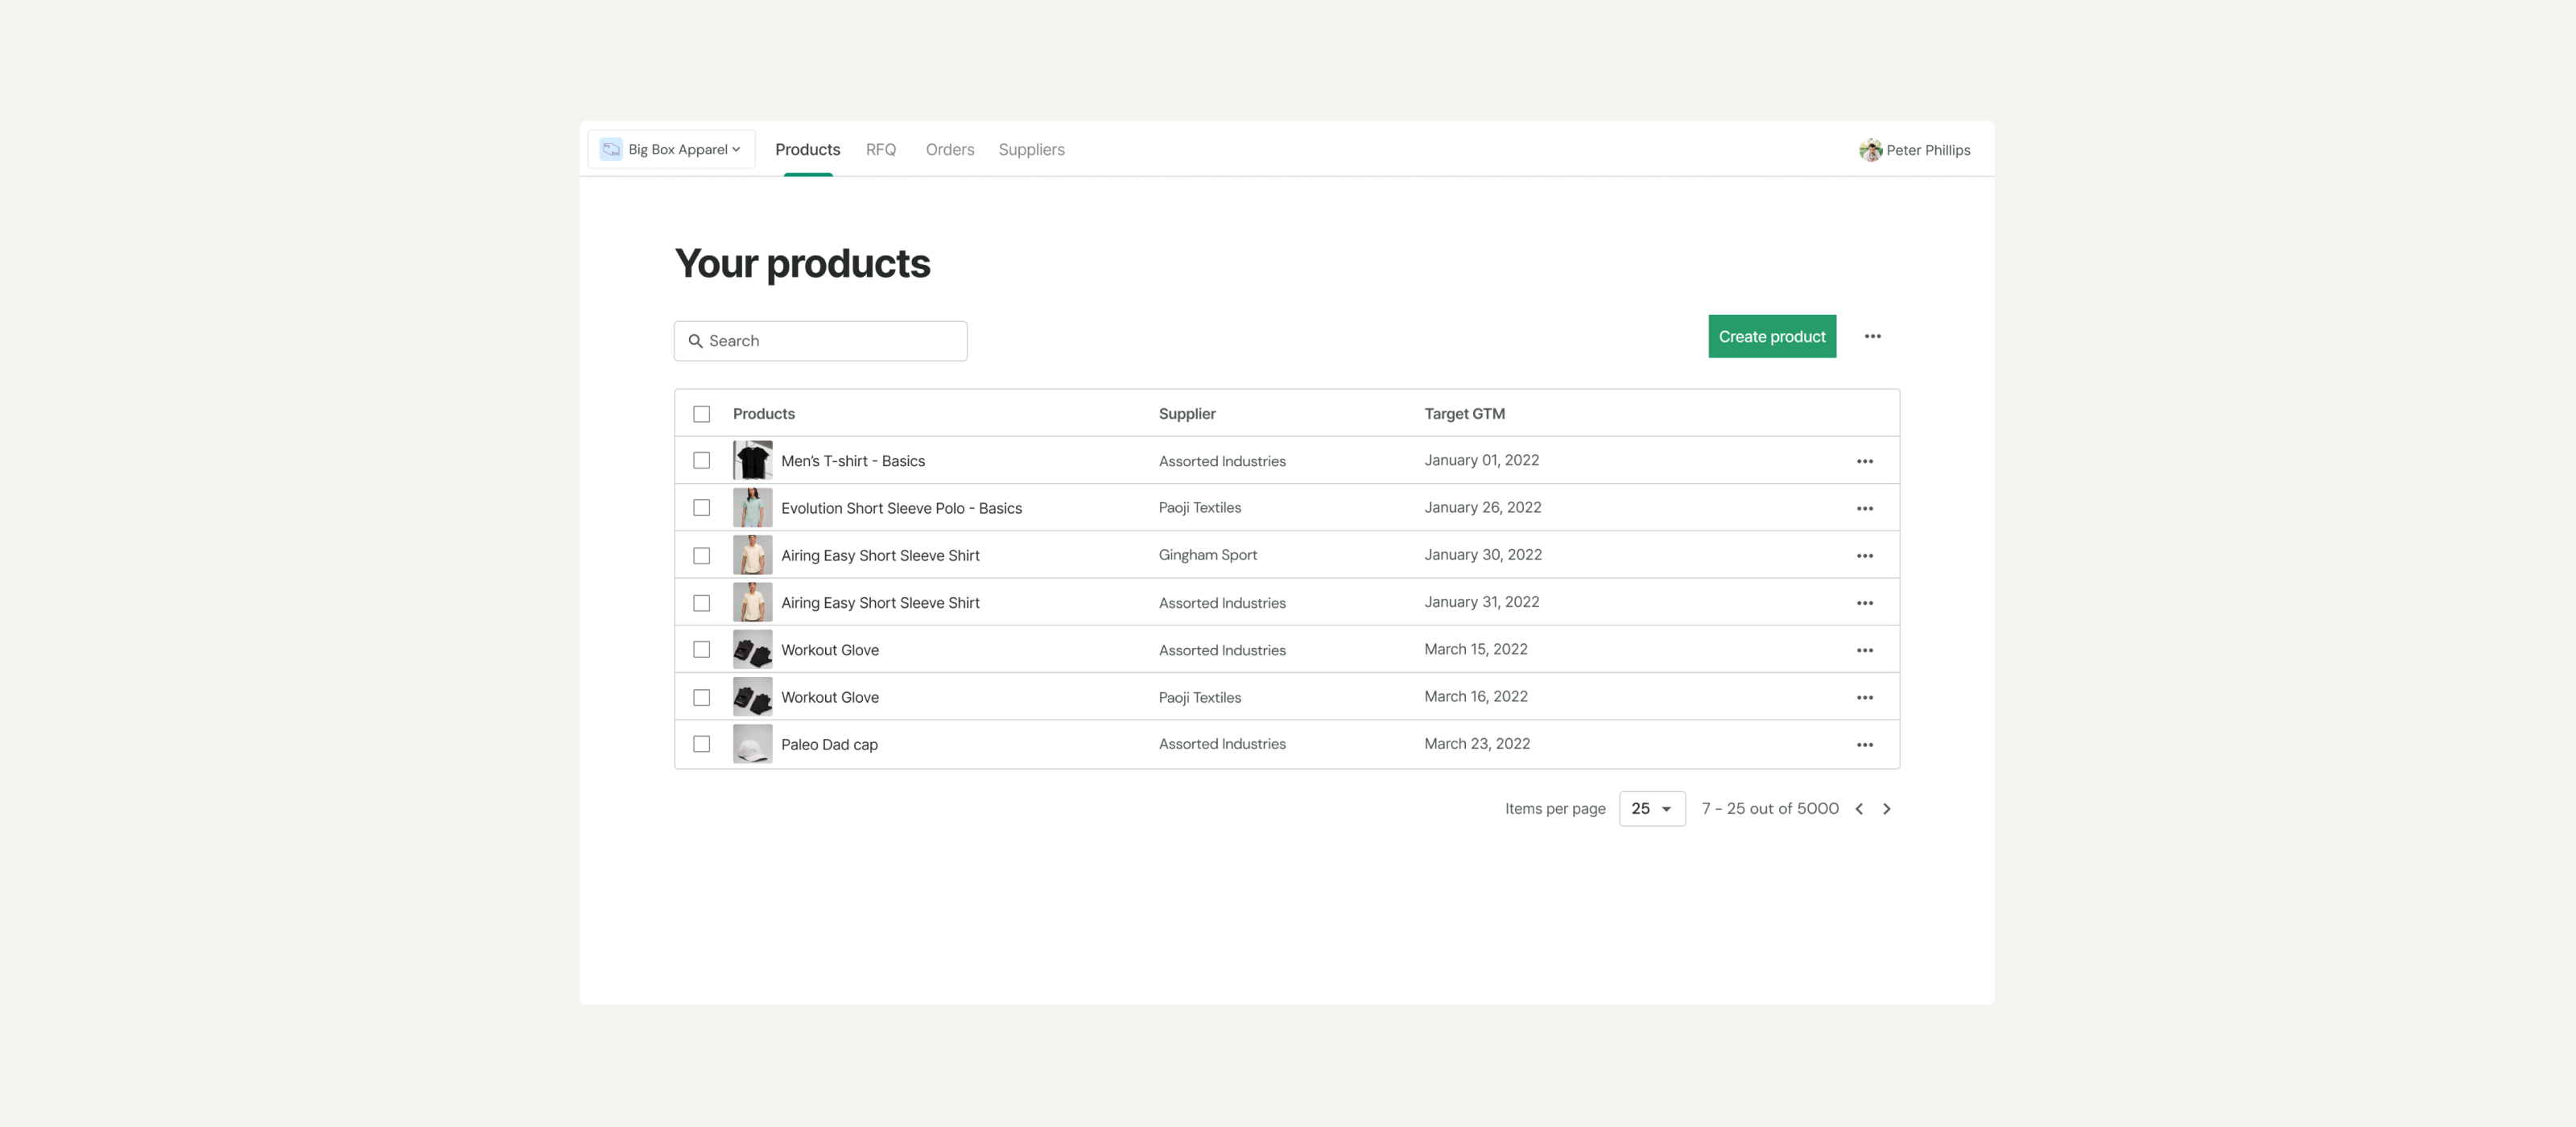 Big Box Apparel
Products RFQ Orders Suppliers
Peter Phillips
Your products
Search
Create product
Products Supplier Target GTM
Men's T-shirt - Basics Assorted Industries January 01, 2022
Evolution Short Sleeve Polo - Basics Paoji Textiles January 26, 2022
Airing Easy Short Sleeve Shirt Gingham Sport January 30, 2022
Airing Easy Short Sleeve Shirt Assorted Industries January 31, 2022
Workout Glove Assorted Industries March 15, 2022
Workout Glove Paoji Textiles March 16, 2022
Paleo Dad cap Assorted Industries March 23, 2022
Items per page 25 7 - 25 out of 5000